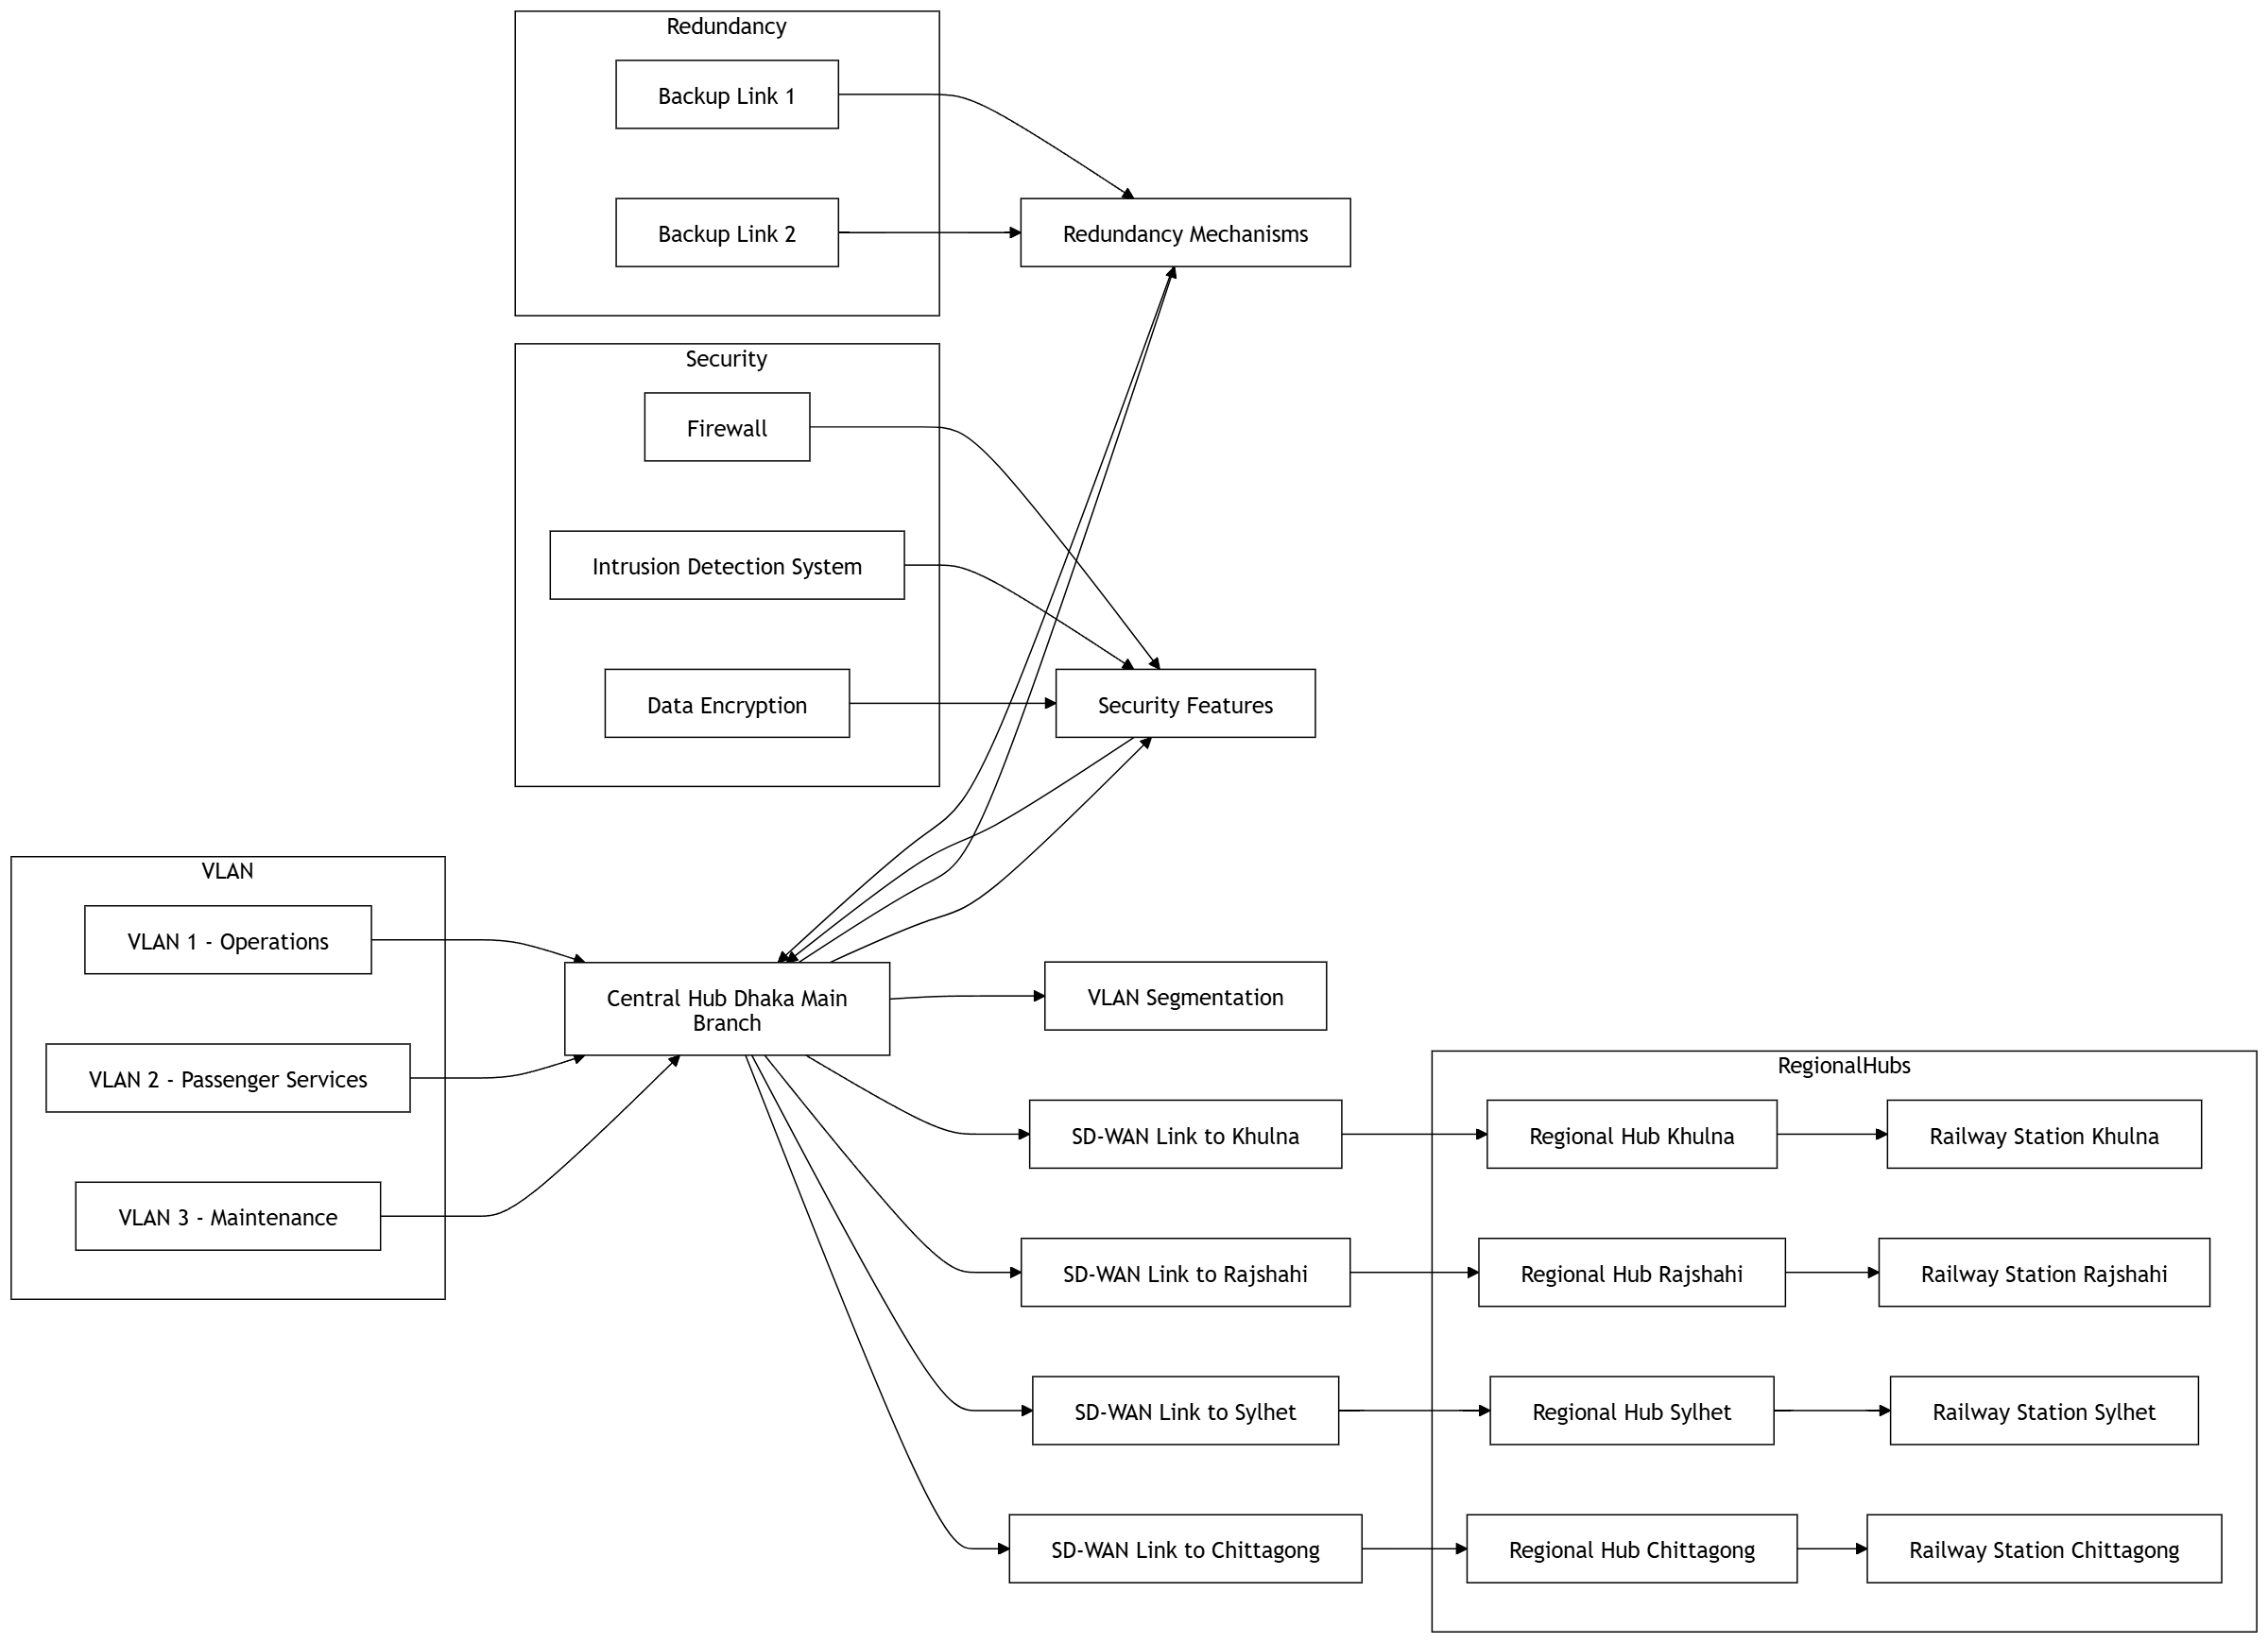 Redundancy
Backup Link 1
Backup Link 2
Redundancy Mechanisms
Security
Firewall
Intrusion Detection System
Data Encryption
Security Features
VLAN
VLAN 1 - Operations
VLAN 2 - Passenger Services
VLAN 3 - Maintenance
Central Hub Dhaka Main
Branch
VLAN Segmentation
RegionalHubs
SD-WAN Link to Khulna
Regional Hub Khulna
Railway Station Khulna
SD-WAN Link to Rajshahi
Regional Hub Rajshahi
Railway Station Rajshahi
SD-WAN Link to Sylhet
Regional Hub Sylhet
Railway Station Sylhet
SD-WAN Link to Chittagong
Regional Hub Chittagong
Railway Station Chittagong